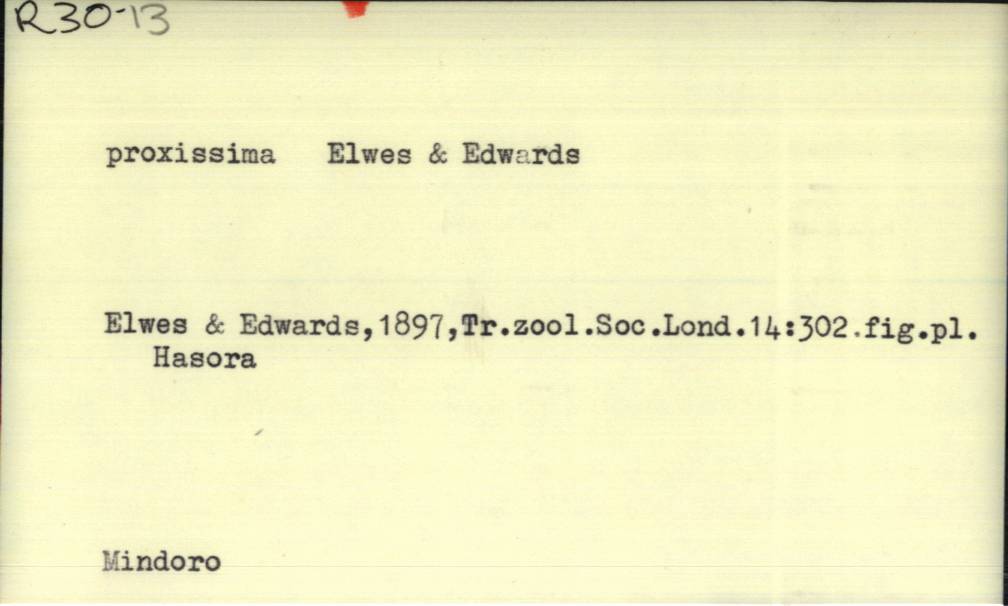 R30-13
proxissima Elwes & Edwards
Elwes & Edwards,1897,Tr.zool.Soc.Lond.14:302.fig.pl.
Hasora
Mindoro